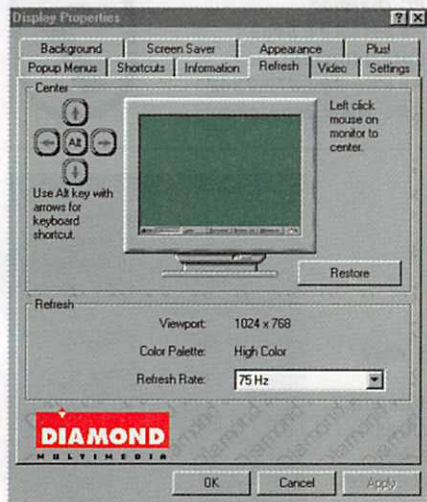 Display Properties
Background Screen Saver Appearance Plus!
Popup Menus Shortcuts Information Refresh Video Settings
Center
Alt
Left click
mouse on
monitor to
center.
Use Alt key with
arrows for
keyboard
shortcut.
Restore
Refresh
Viewport: 1024 x 768
Color Palette: High Color
Refresh Rate: 75 Hz
DIAMOND
MULTIMEDIA
OK Cancel Apply